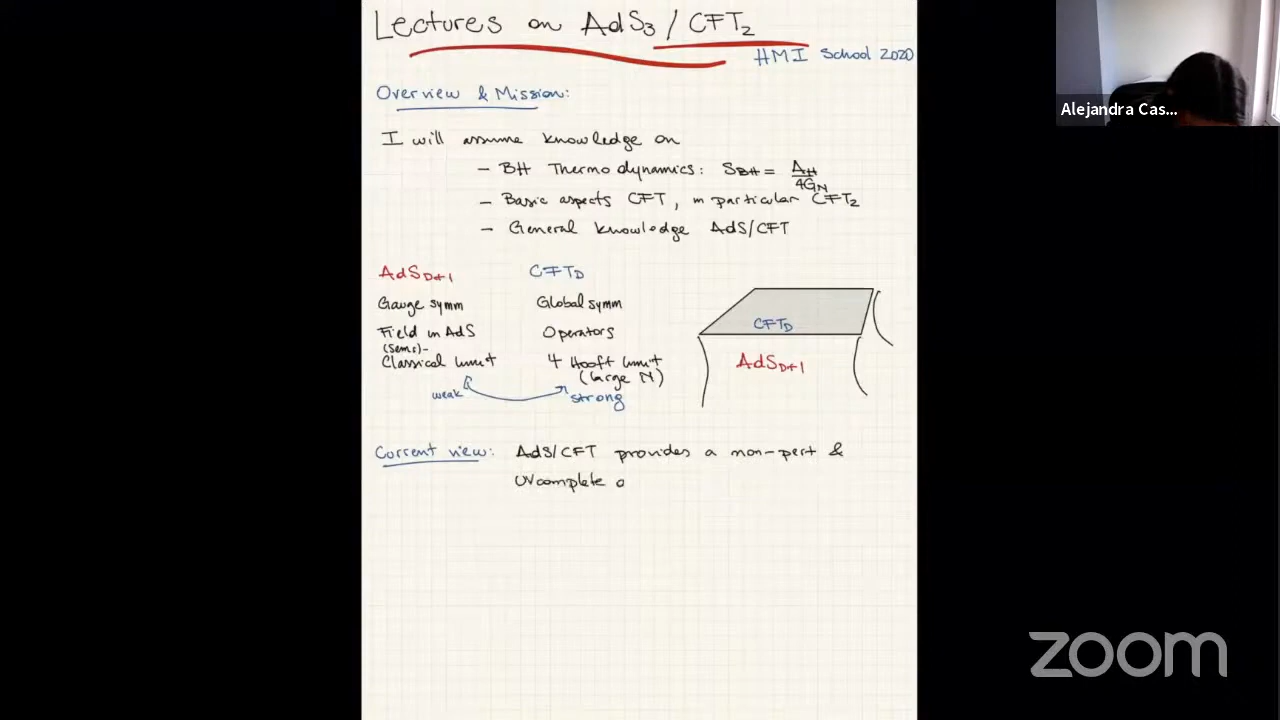 Lectures on AdS3 / CFT2
HMI School 2020
Alejandra Cas...
Overview & Mission:
I will assume knowledge on
- BH Thermodynamics: SBH = AH/4GN
- Basic aspects CFT, in particular CFT2
- General knowledge AdS/CFT
AdSD+1 CFTD
Gauge symm Global symm
Field in AdS Operators
(semi)-
Classical limit 't Hooft limit
(large N)
weak strong
CFTD
AdSD+1
Current view: AdS/CFT provides a non-pert &
UV complete
zoom